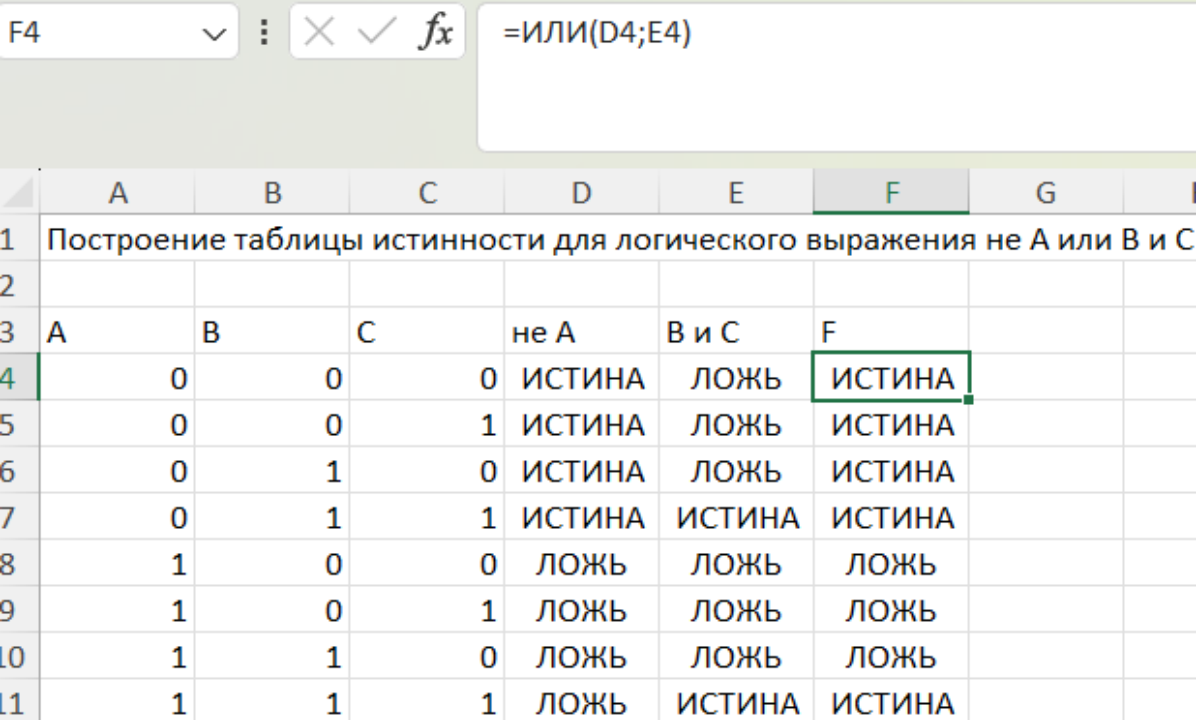 F4 fx =ИЛИ(D4;E4)
A B C D E F G
1 Построение таблицы истинности для логического выражения не A или B и C
2
3 A B C не A B и C F
4 0 0 0 ИСТИНА ЛОЖЬ ИСТИНА
5 0 0 1 ИСТИНА ЛОЖЬ ИСТИНА
6 0 1 0 ИСТИНА ЛОЖЬ ИСТИНА
7 0 1 1 ИСТИНА ИСТИНА ИСТИНА
8 1 0 0 ЛОЖЬ ЛОЖЬ ЛОЖЬ
9 1 0 1 ЛОЖЬ ЛОЖЬ ЛОЖЬ
10 1 1 0 ЛОЖЬ ЛОЖЬ ЛОЖЬ
11 1 1 1 ЛОЖЬ ИСТИНА ИСТИНА